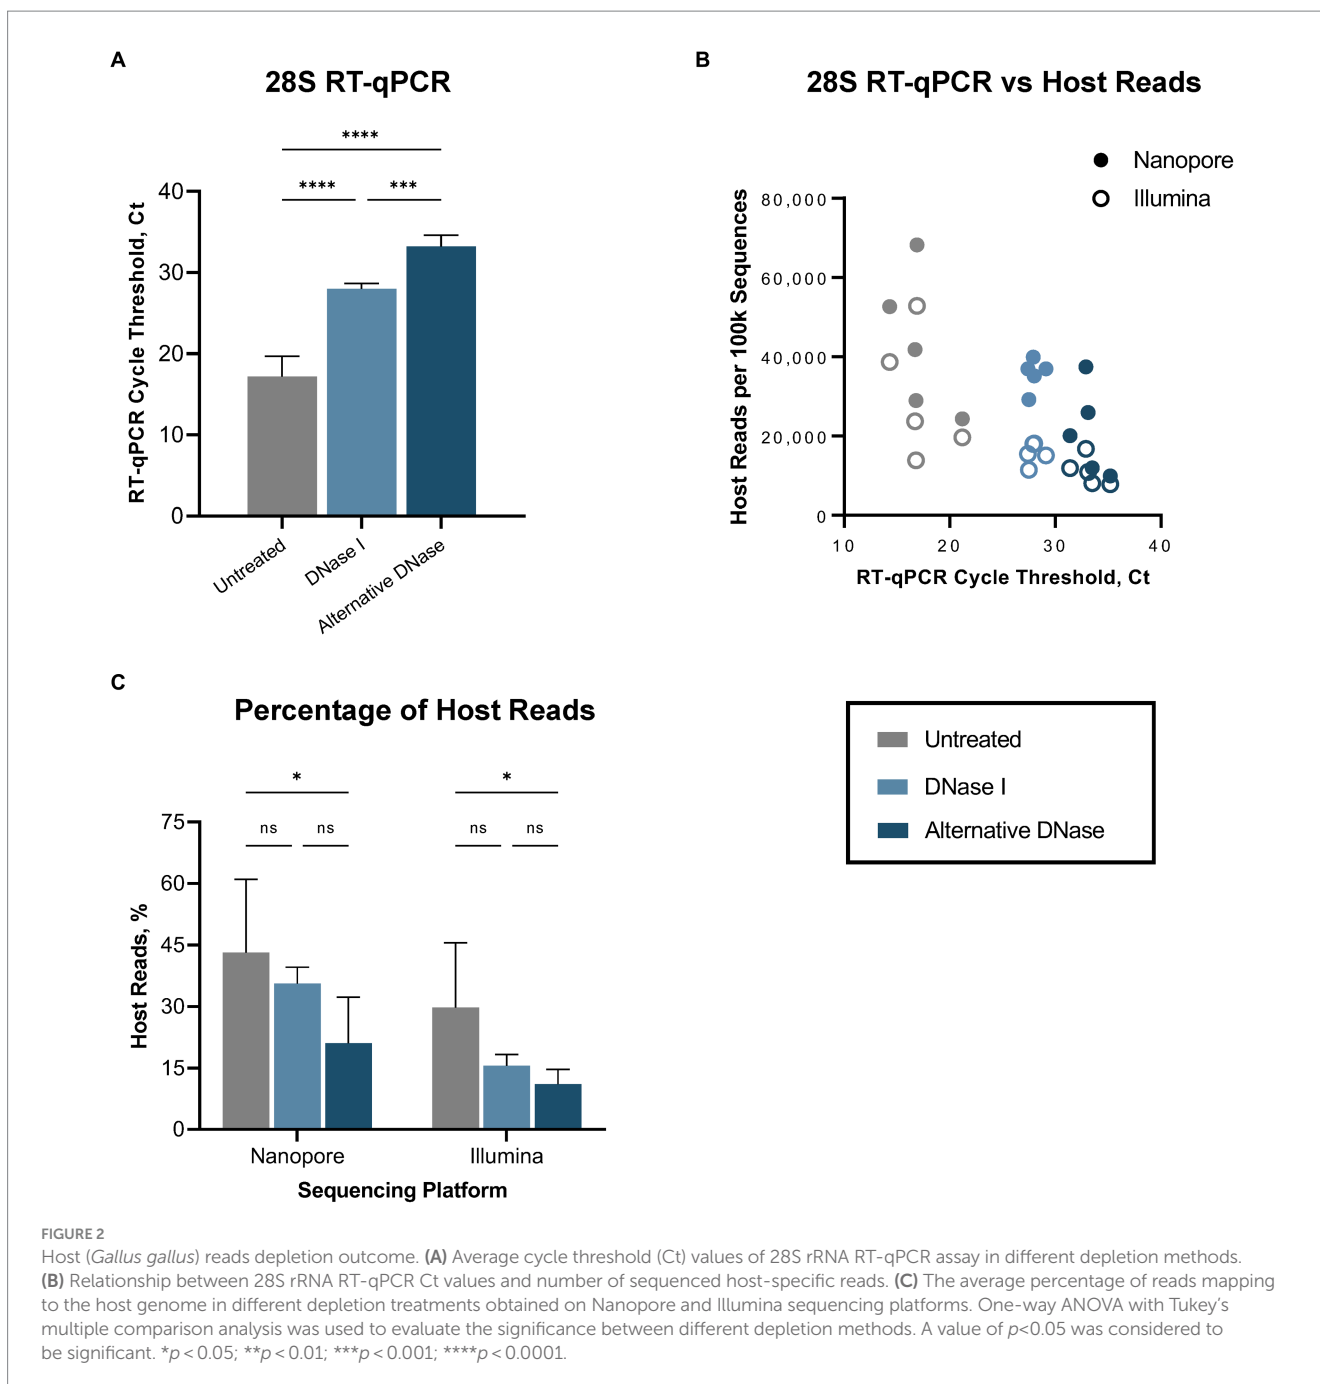 A
28S RT-qPCR
****
****
***
40
30
20
10
0
RT-qPCR Cycle Threshold, Ct
Untreated
DNase I
Alternative DNase
B
28S RT-qPCR vs Host Reads
Nanopore
Illumina
80,000
60,000
40,000
20,000
0
Host Reads per 100k Sequences
10
20
30
40
RT-qPCR Cycle Threshold, Ct
C
Percentage of Host Reads
*
*
ns
ns
ns
ns
75
60
45
30
15
0
Host Reads, %
Nanopore
Illumina
Sequencing Platform
Untreated
DNase I
Alternative DNase
FIGURE 2
Host (Gallus gallus) reads depletion outcome. (A) Average cycle threshold (Ct) values of 28S rRNA RT-qPCR assay in different depletion methods.
(B) Relationship between 28S rRNA RT-qPCR Ct values and number of sequenced host-specific reads. (C) The average percentage of reads mapping
to the host genome in different depletion treatments obtained on Nanopore and Illumina sequencing platforms. One-way ANOVA with Tukey's
multiple comparison analysis was used to evaluate the significance between different depletion methods. A value of p<0.05 was considered to
be significant. *p < 0.05; **p < 0.01; ***p < 0.001; ****p < 0.0001.